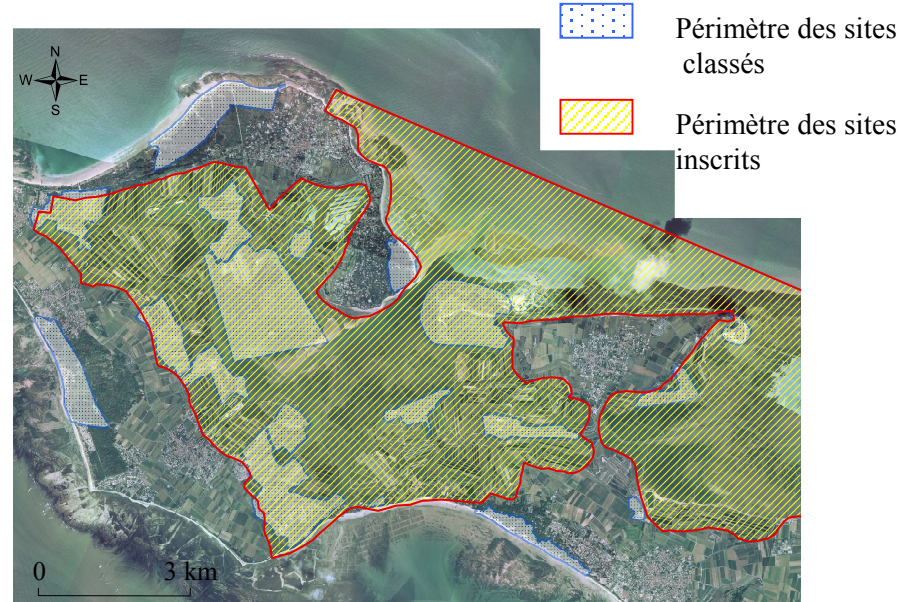 Périmètre des sites
classés
N
W E
S
Périmètre des sites
inscrits
0 3 km